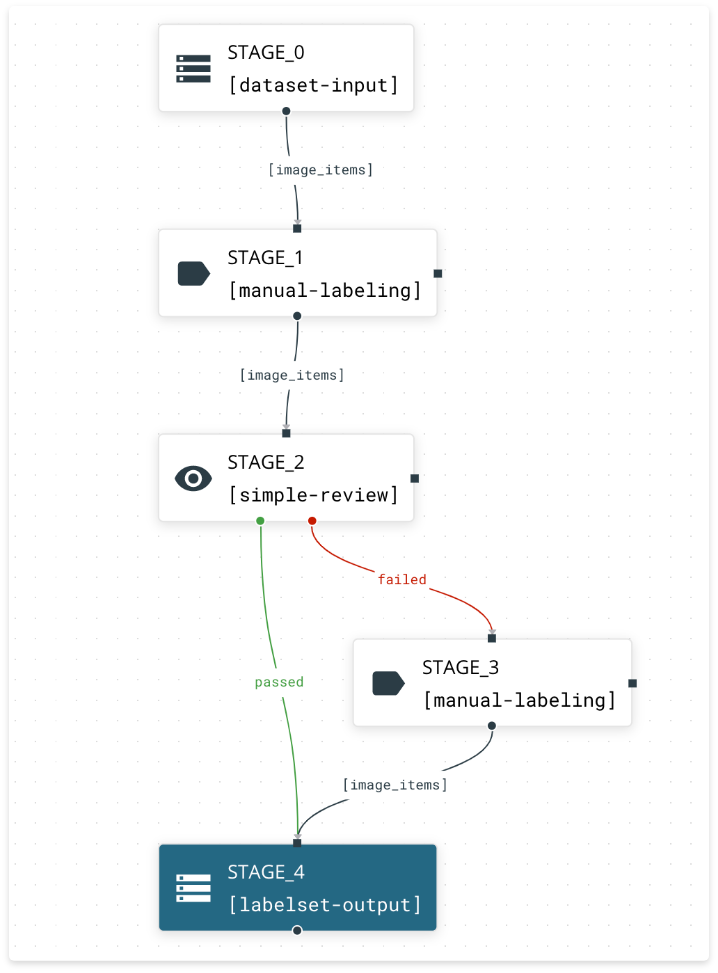 STAGE_0
[dataset-input]
[image_items]
STAGE_1
[manual-labeling]
[image_items]
STAGE_2
[simple-review]
failed
STAGE_3
[manual-labeling]
passed
[image_items]
STAGE_4
[labelset-output]